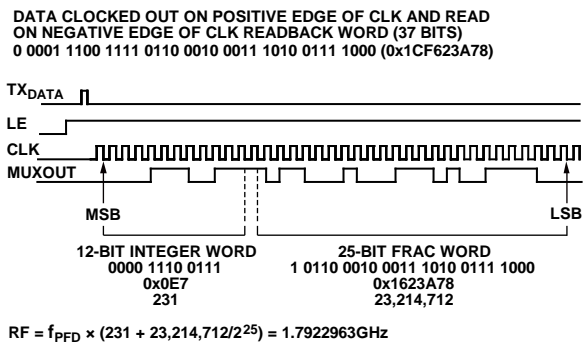 DATA CLOCKED OUT ON POSITIVE EDGE OF CLK AND READ
ON NEGATIVE EDGE OF CLK READBACK WORD (37 BITS)
0 0001 1100 1111 0110 0010 0011 1010 0111 1000 (0x1CF623A78)
TXDATA
LE
CLK
MUXOUT
MSB
LSB
12-BIT INTEGER WORD
0000 1110 0111
0x0E7
231
25-BIT FRAC WORD
1 0110 0010 0011 1010 0111 1000
0x1623A78
23,214,712
RF = fPFD × (231 + 23,214,712/2²⁵) = 1.7922963GHz